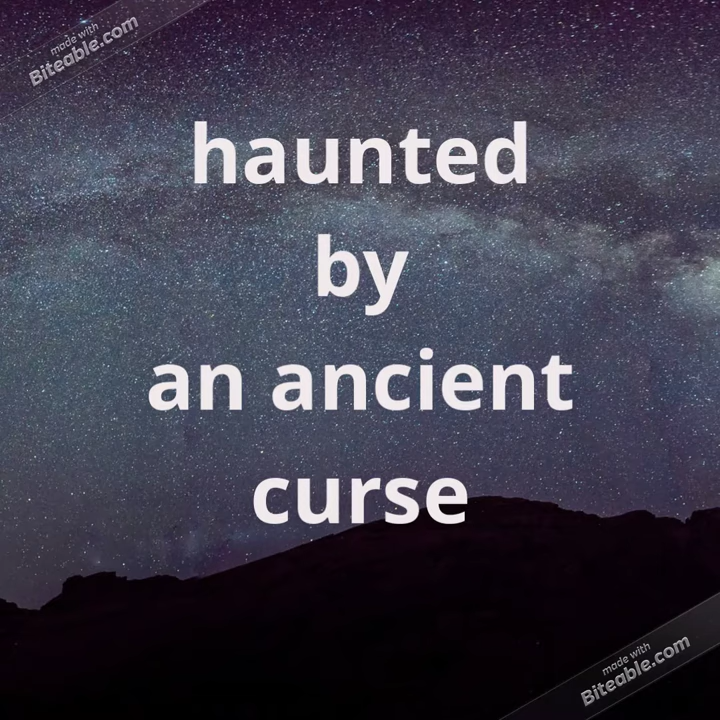 made with
Biteable.com
haunted
by
an ancient
curse
made with
Biteable.com